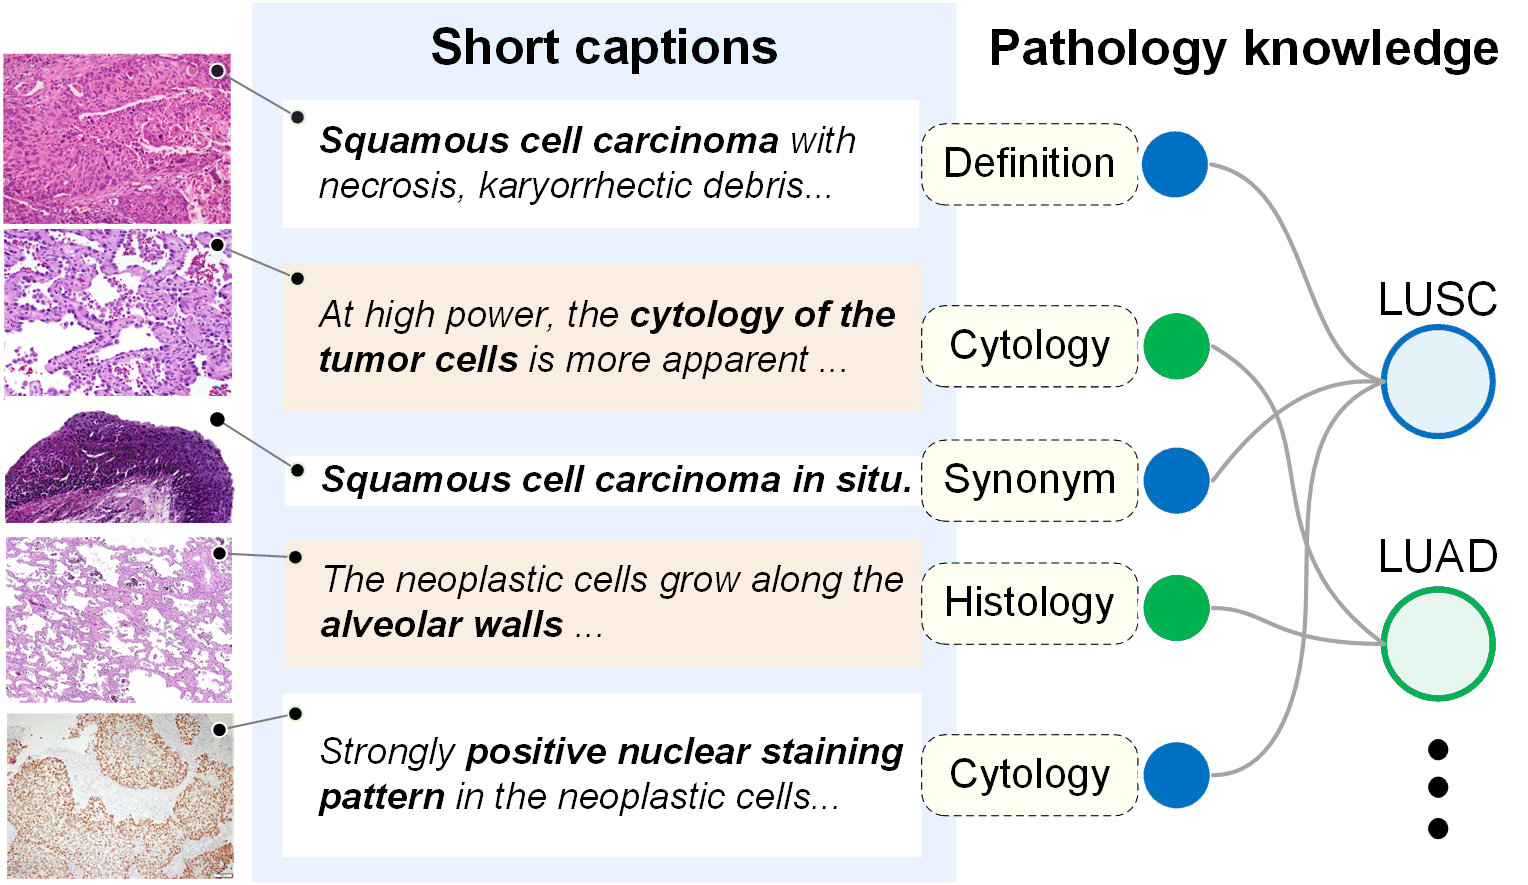 Short captions
Pathology knowledge
Squamous cell carcinoma with
necrosis, karyorrhectic debris...
Definition
At high power, the cytology of the
tumor cells is more apparent ...
Cytology
LUSC
Squamous cell carcinoma in situ.
Synonym
The neoplastic cells grow along the
alveolar walls ...
Histology
LUAD
Strongly positive nuclear staining
pattern in the neoplastic cells...
Cytology